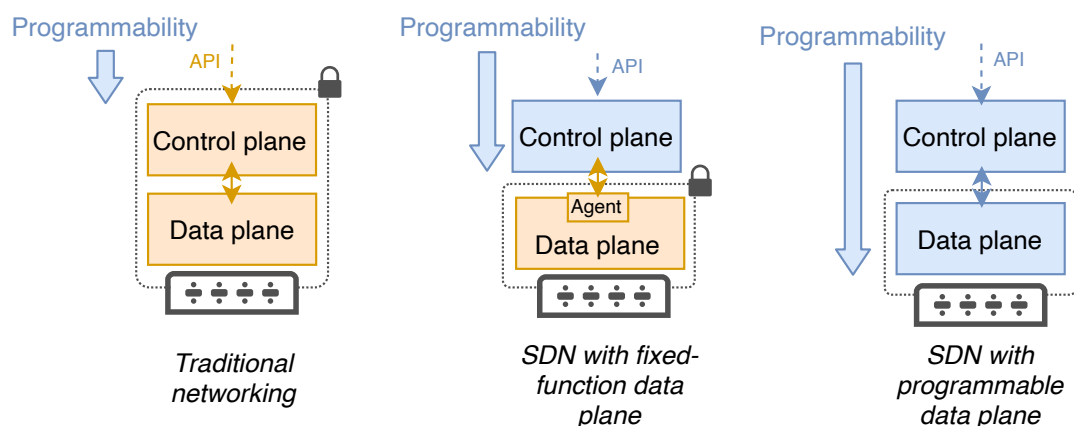 Programmability
API
Control plane
Data plane
Traditional
networking
Programmability
API
Control plane
Agent
Data plane
SDN with fixed-
function data
plane
Programmability
API
Control plane
Data plane
SDN with
programmable
data plane